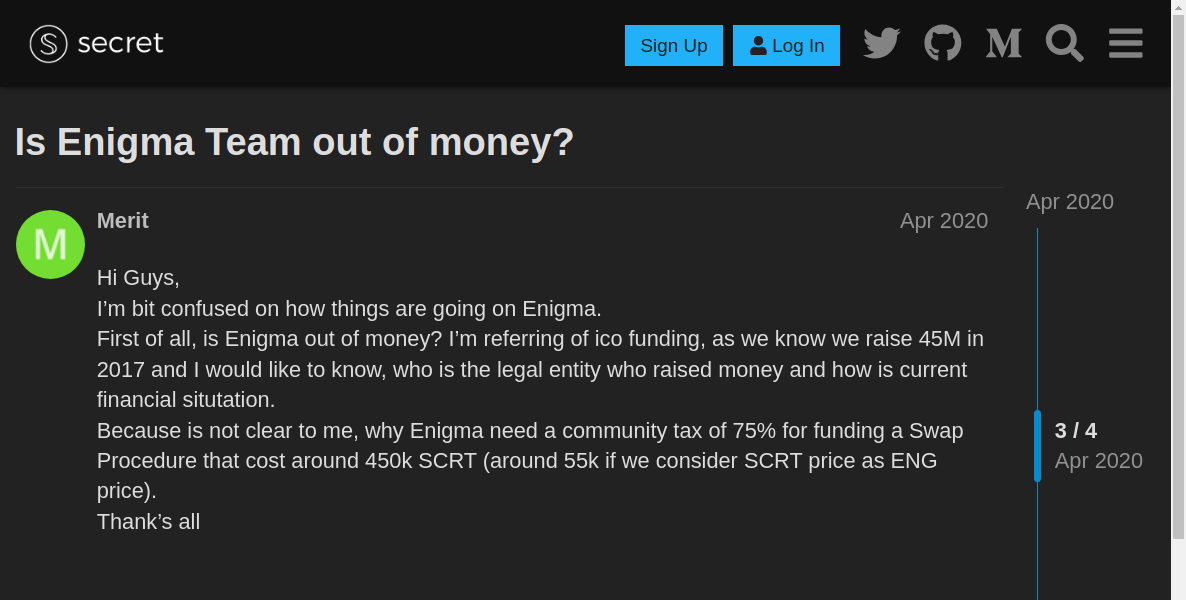 secret
Sign Up
Log In
Is Enigma Team out of money?
Merit
Apr 2020
Apr 2020
M
Hi Guys,
I’m bit confused on how things are going on Enigma.
First of all, is Enigma out of money? I’m referring of ico funding, as we know we raise 45M in
2017 and I would like to know, who is the legal entity who raised money and how is current
financial situtation.
Because is not clear to me, why Enigma need a community tax of 75% for funding a Swap
Procedure that cost around 450k SCRT (around 55k if we consider SCRT price as ENG
price).
Thank’s all
3 / 4
Apr 2020